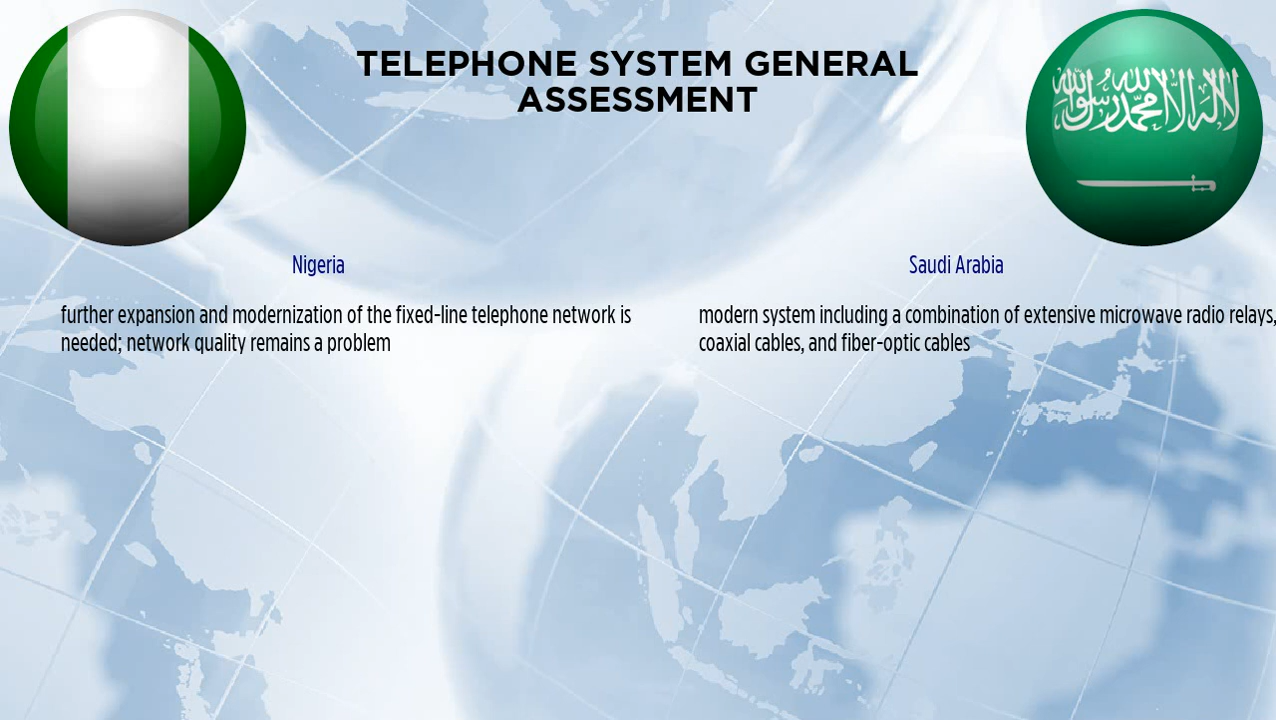 TELEPHONE SYSTEM GENERAL
ASSESSMENT
لا إله إلا الله محمد رسول الله
Nigeria
Saudi Arabia
further expansion and modernization of the fixed-line telephone network is
needed; network quality remains a problem
modern system including a combination of extensive microwave radio relays,
coaxial cables, and fiber-optic cables